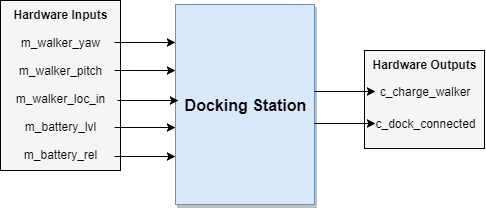 Hardware Inputs
m_walker_yaw
m_walker_pitch
m_walker_loc_in
m_battery_lvl
m_battery_rel
Docking Station
Hardware Outputs
c_charge_walker
c_dock_connected